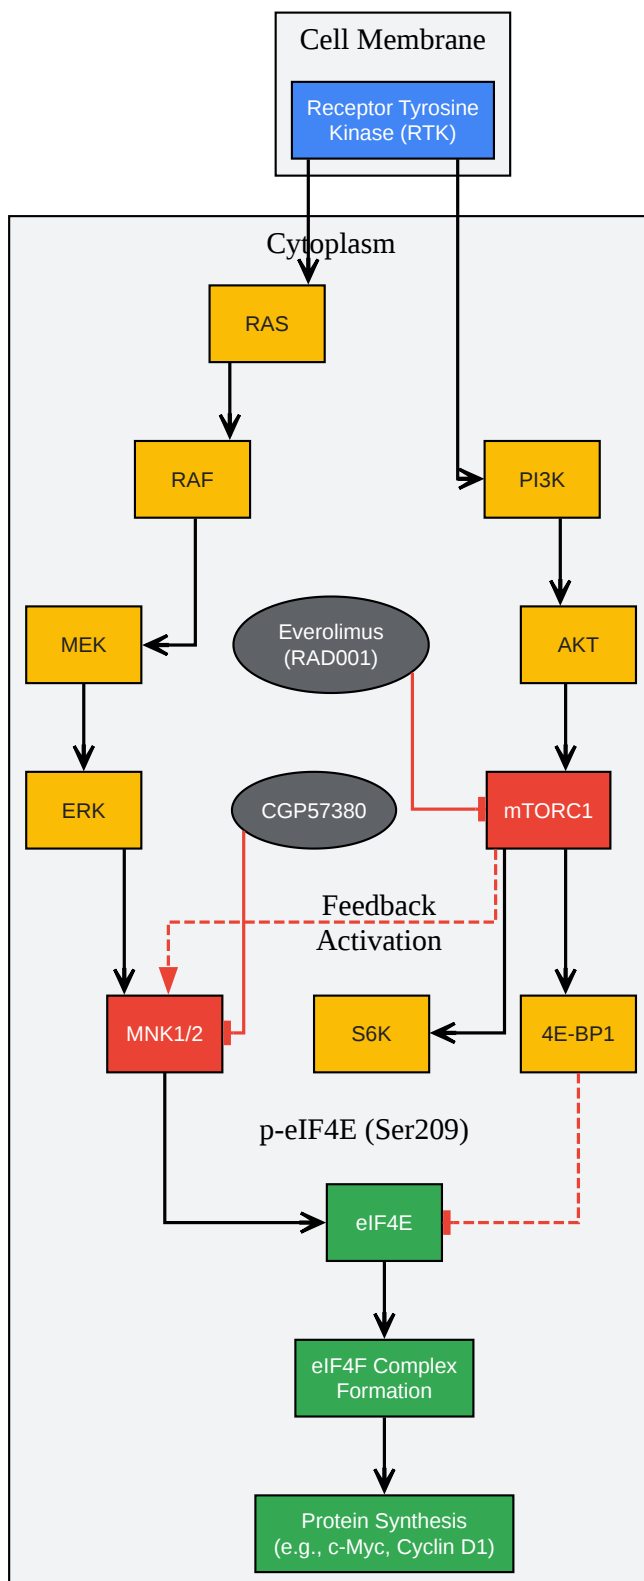 Cell Membrane
Receptor Tyrosine
Kinase (RTK)
Cytoplasm
RAS
RAF
PI3K
MEK
Everolimus
(RAD001)
AKT
ERK
CGP57380
mTORC1
Feedback
Activation
MNK1/2
S6K
4E-BP1
p-eIF4E (Ser209)
eIF4E
eIF4F Complex
Formation
Protein Synthesis
(e.g., c-Myc, Cyclin D1)